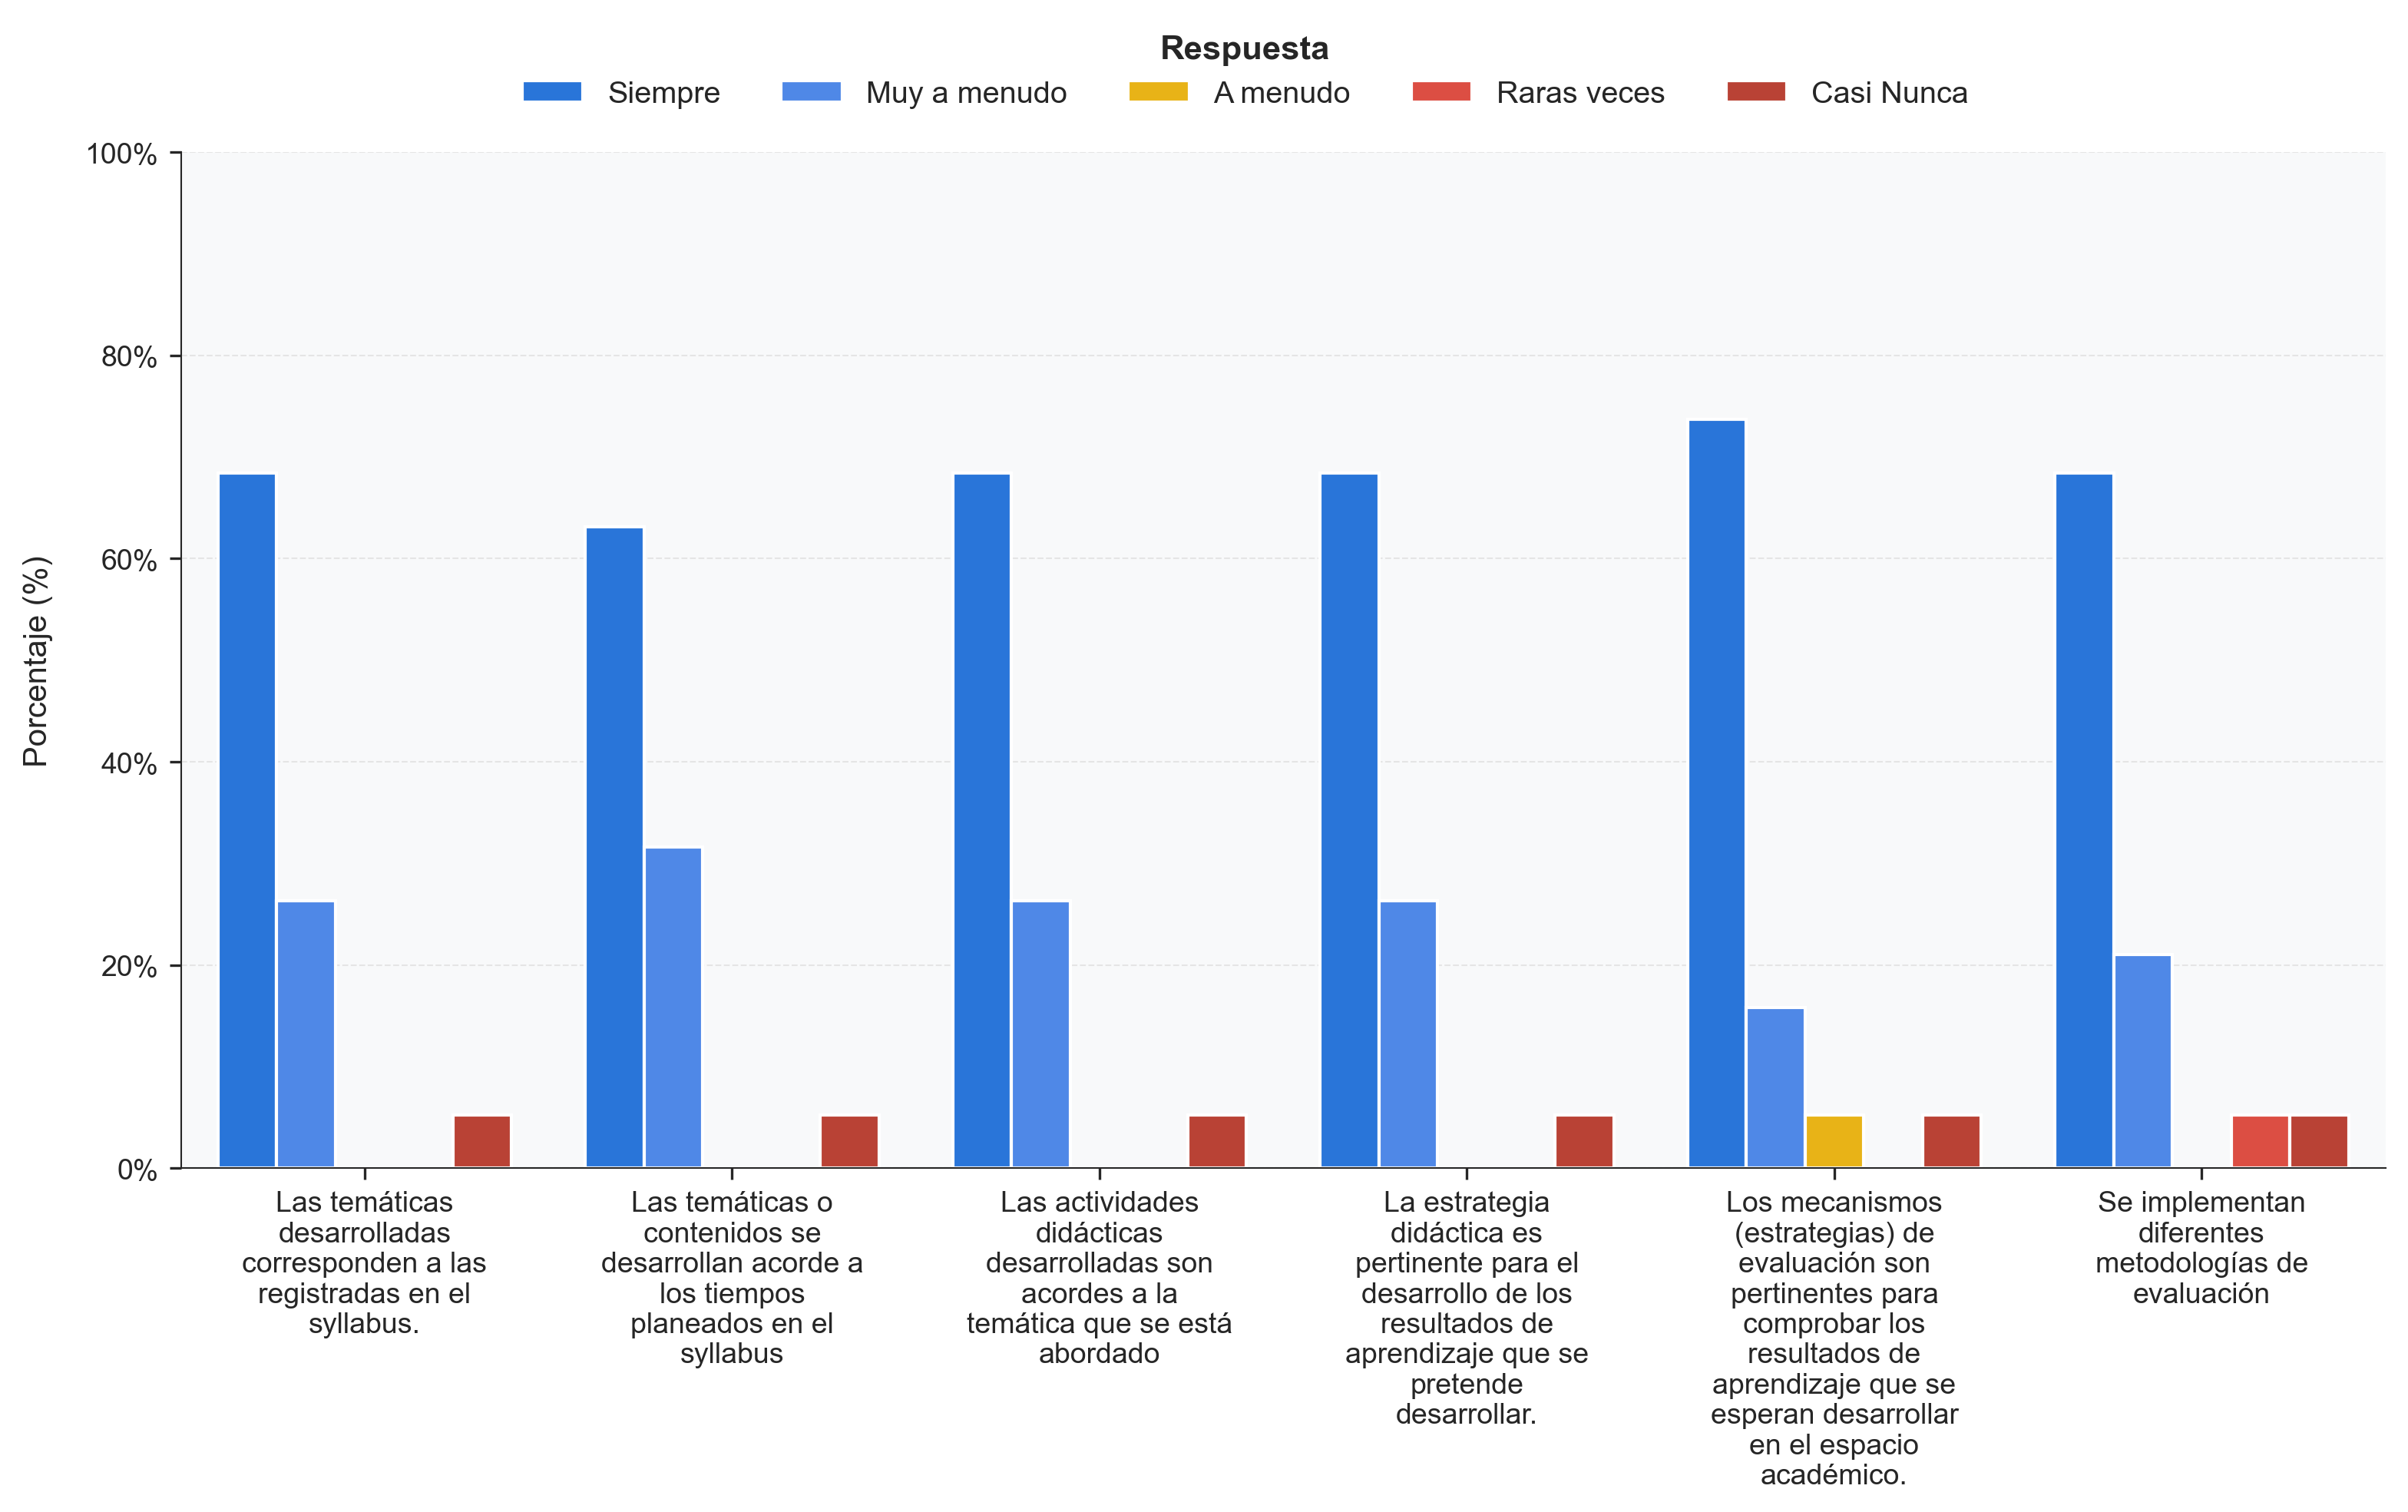 Respuesta
Siempre
Muy a menudo
A menudo
Raras veces
Casi Nunca
Porcentaje (%)
100%
80%
60%
40%
20%
0%
Las temáticas
desarrolladas
corresponden a las
registradas en el
syllabus.
Las temáticas o
contenidos se
desarrollan acorde a
los tiempos
planeados en el
syllabus
Las actividades
didácticas
desarrolladas son
acordes a la
temática que se está
abordado
La estrategia
didáctica es
pertinente para el
desarrollo de los
resultados de
aprendizaje que se
pretende
desarrollar.
Los mecanismos
(estrategias) de
evaluación son
pertinentes para
comprobar los
resultados de
aprendizaje que se
esperan desarrollar
en el espacio
académico.
Se implementan
diferentes
metodologías de
evaluación